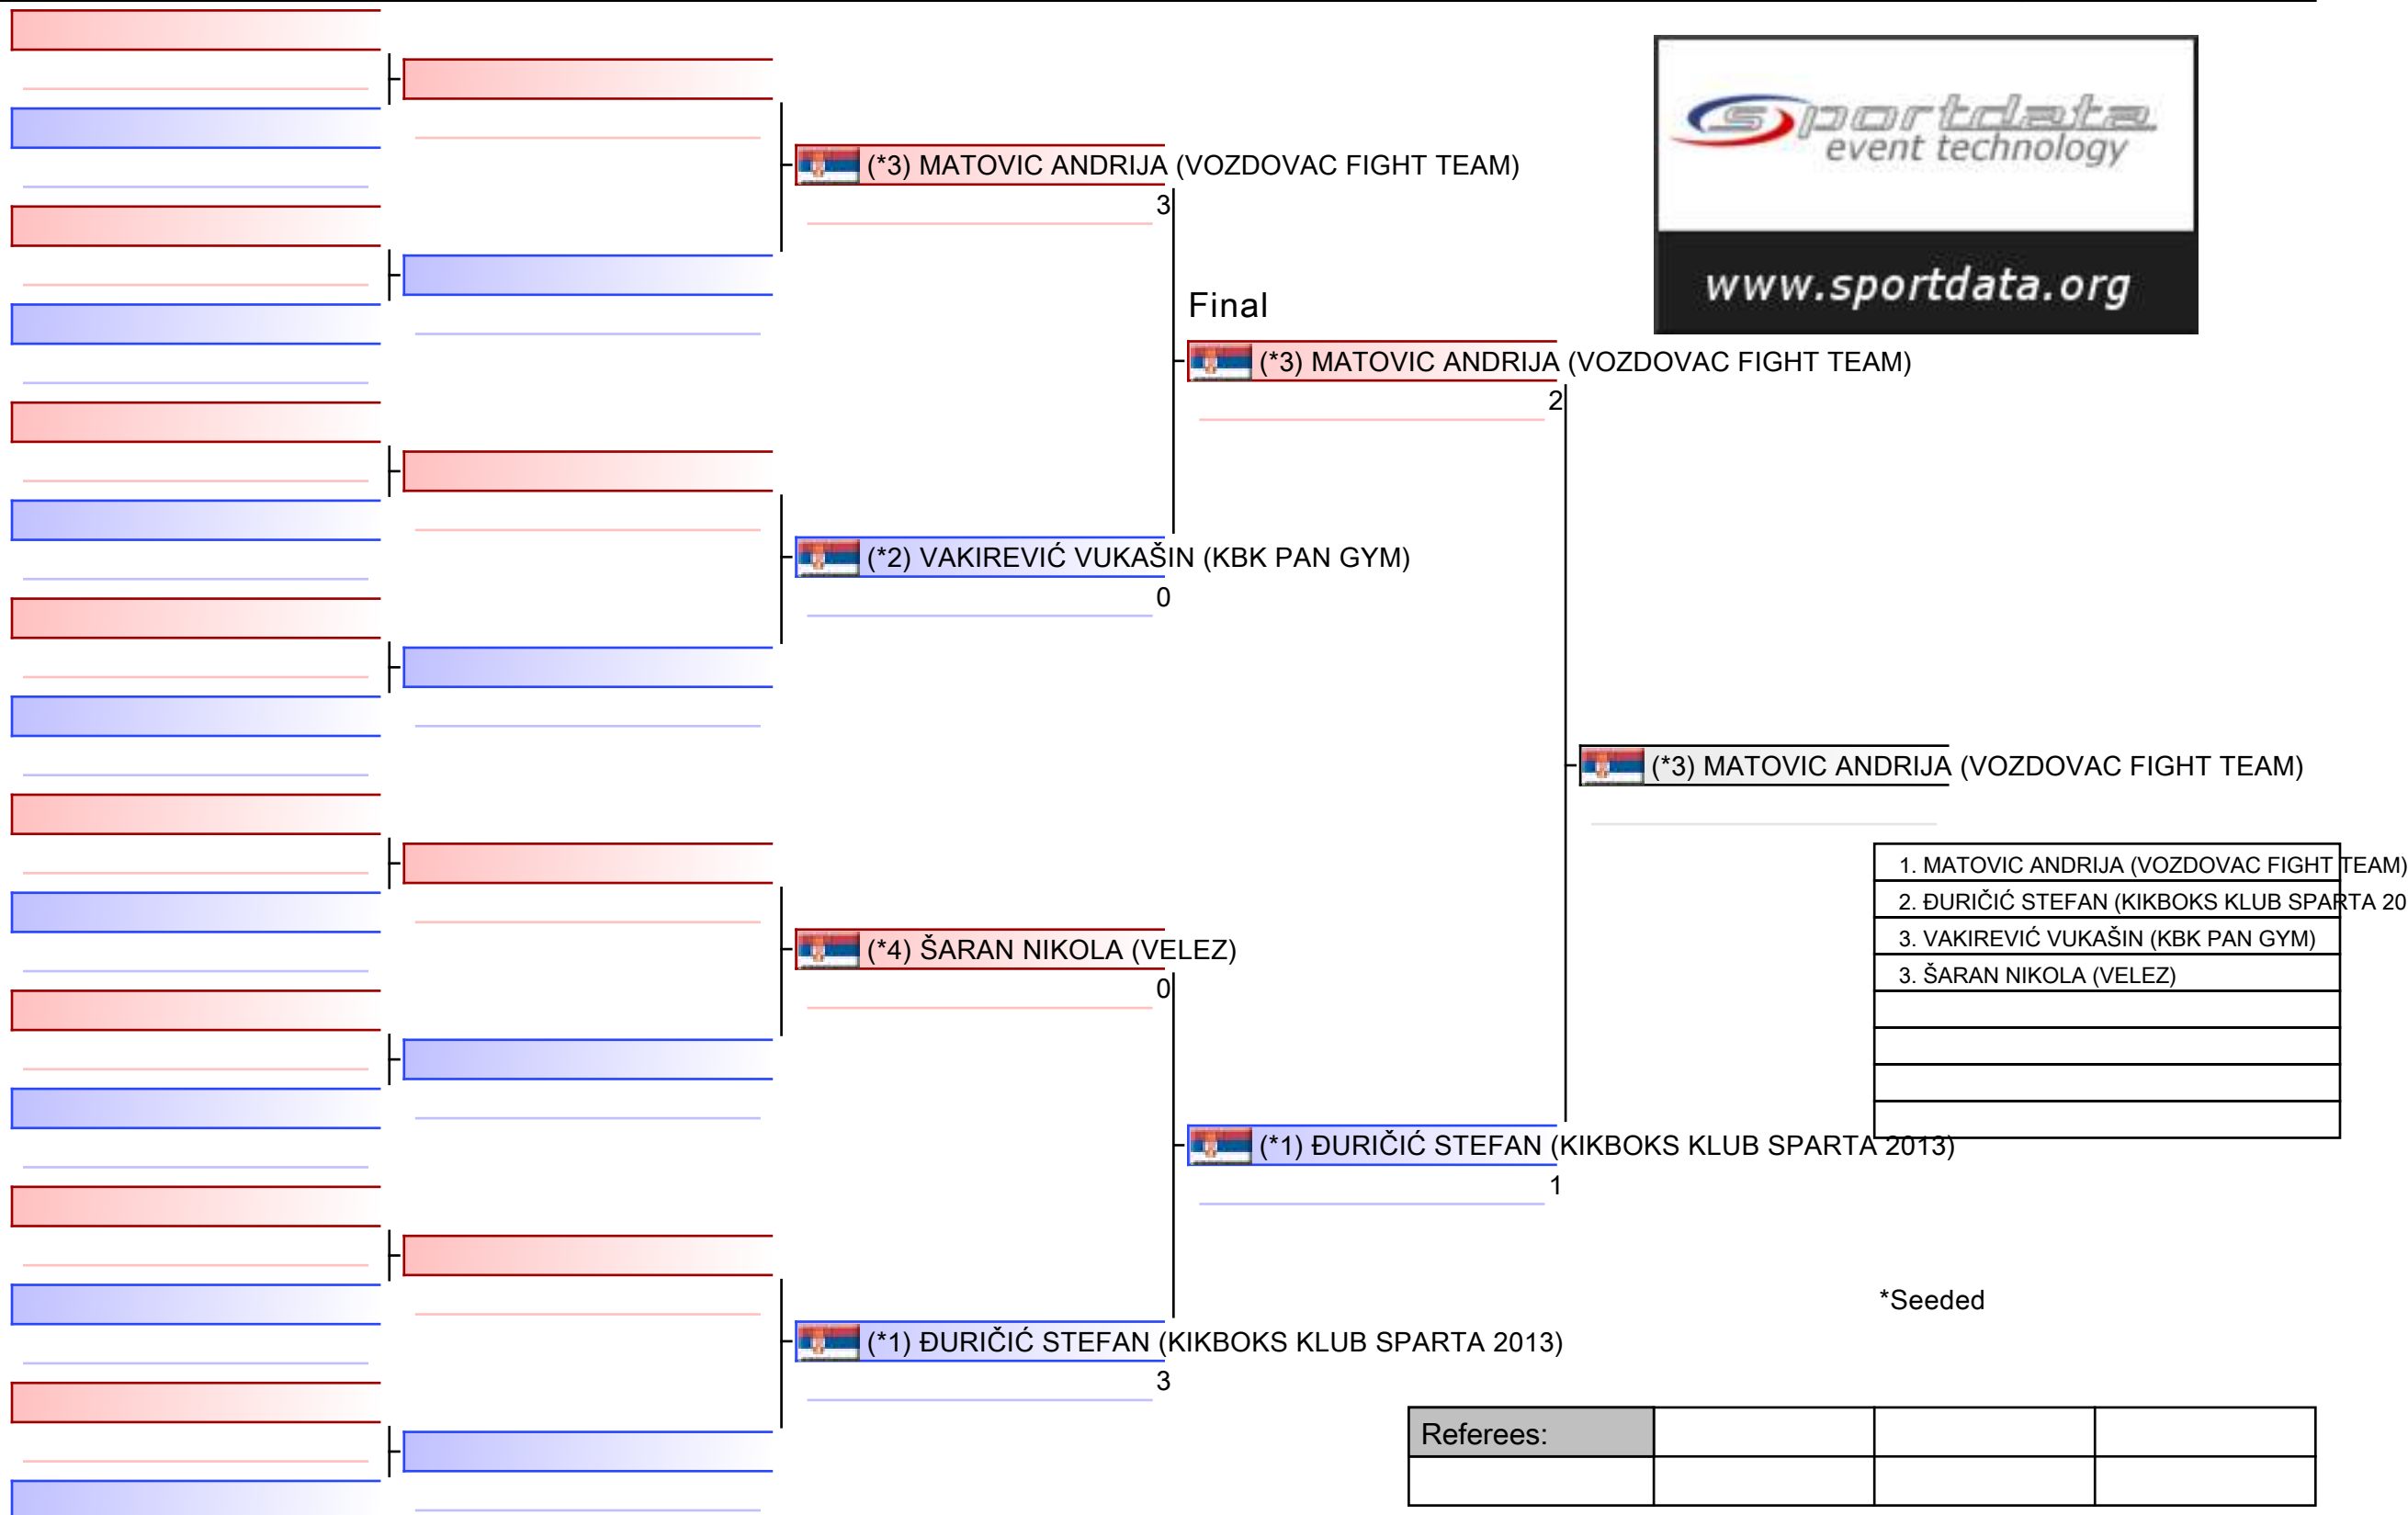 sportdata
event technology
www.sportdata.org
(*3) MATOVIC ANDRIJA (VOZDOVAC FIGHT TEAM)
3
Final
(*3) MATOVIC ANDRIJA (VOZDOVAC FIGHT TEAM)
2
(*2) VAKIREVIĆ VUKAŠIN (KBK PAN GYM)
0
(*3) MATOVIC ANDRIJA (VOZDOVAC FIGHT TEAM)
1. MATOVIC ANDRIJA (VOZDOVAC FIGHT TEAM)
2. ĐURIČIĆ STEFAN (KIKBOKS KLUB SPARTA 20
3. VAKIREVIĆ VUKAŠIN (KBK PAN GYM)
3. ŠARAN NIKOLA (VELEZ)
(*4) ŠARAN NIKOLA (VELEZ)
0
(*1) ĐURIČIĆ STEFAN (KIKBOKS KLUB SPARTA 2013)
1
*Seeded
(*1) ĐURIČIĆ STEFAN (KIKBOKS KLUB SPARTA 2013)
3
Referees: